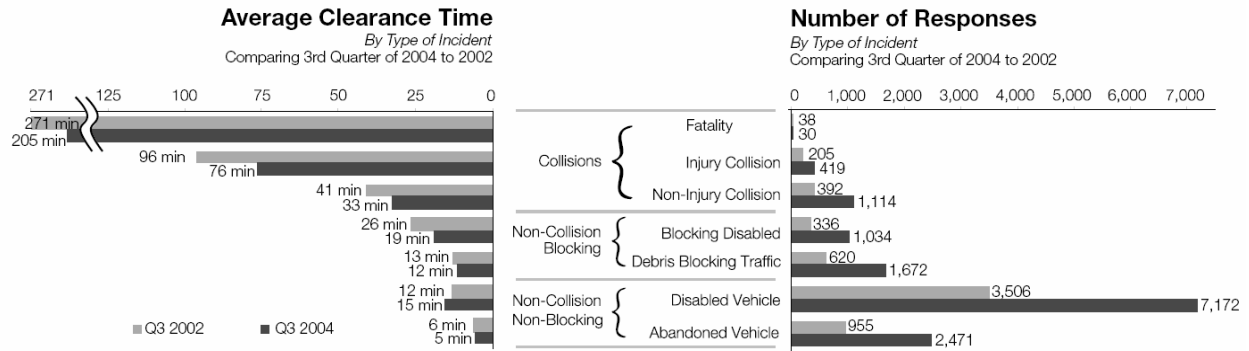 Average Clearance Time
By Type of Incident
Comparing 3rd Quarter of 2004 to 2002
271 125 100 75 50 25 0
271 min
205 min
96 min
76 min
41 min
33 min
26 min
19 min
13 min
12 min
12 min
15 min
6 min
5 min
Q3 2002 Q3 2004
Collisions
Fatality
Injury Collision
Non-Injury Collision
Non-Collision
Blocking
Blocking Disabled
Debris Blocking Traffic
Non-Collision
Non-Blocking
Disabled Vehicle
Abandoned Vehicle
Number of Responses
By Type of Incident
Comparing 3rd Quarter of 2004 to 2002
0 1,000 2,000 3,000 4,000 5,000 6,000 7,000
38
30
205
419
392
1,114
336
1,034
620
1,672
3,506
7,172
955
2,471